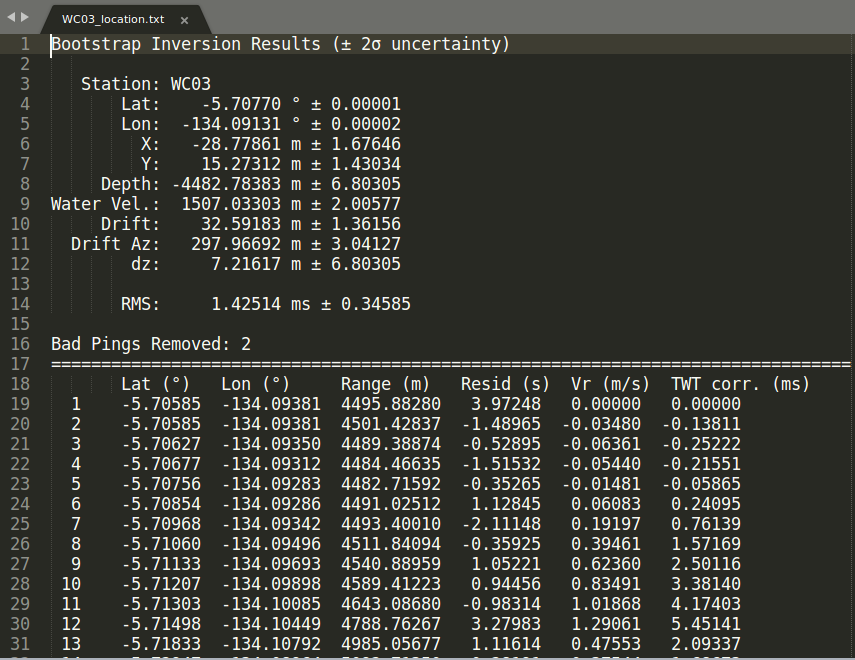 WC03_location.txt ×
1 Bootstrap Inversion Results (± 2σ uncertainty)
2
3 Station: WC03
4 Lat: -5.70770 ° ± 0.00001
5 Lon: -134.09131 ° ± 0.00002
6 X: -28.77861 m ± 1.67646
7 Y: 15.27312 m ± 1.43034
8 Depth: -4482.78383 m ± 6.80305
9 Water Vel.: 1507.03303 m ± 2.00577
10 Drift: 32.59183 m ± 1.36156
11 Drift Az: 297.96692 m ± 3.04127
12 dz: 7.21617 m ± 6.80305
13
14 RMS: 1.42514 ms ± 0.34585
15
16 Bad Pings Removed: 2
17 ================================================================================
18 Lat (°) Lon (°) Range (m) Resid (s) Vr (m/s) TWT corr. (ms)
19 1 -5.70585 -134.09381 4495.88280 3.97248 0.00000 0.00000
20 2 -5.70585 -134.09381 4501.42837 -1.48965 -0.03480 -0.13811
21 3 -5.70627 -134.09350 4489.38874 -0.52895 -0.06361 -0.25222
22 4 -5.70677 -134.09312 4484.46635 -1.51532 -0.05440 -0.21551
23 5 -5.70756 -134.09283 4482.71592 -0.35265 -0.01481 -0.05865
24 6 -5.70854 -134.09286 4491.02512 1.12845 0.06083 0.24095
25 7 -5.70968 -134.09342 4493.40010 -2.11148 0.19197 0.76139
26 8 -5.71060 -134.09496 4511.84094 -0.35925 0.39461 1.57169
27 9 -5.71133 -134.09693 4540.88959 1.05221 0.62360 2.50116
28 10 -5.71207 -134.09898 4589.41223 0.94456 0.83491 3.38140
29 11 -5.71303 -134.10085 4643.08680 -0.98314 1.01868 4.17403
30 12 -5.71498 -134.10449 4788.76267 3.27983 1.29061 5.45141
31 13 -5.71833 -134.10792 4985.05677 1.11614 0.47553 2.09337